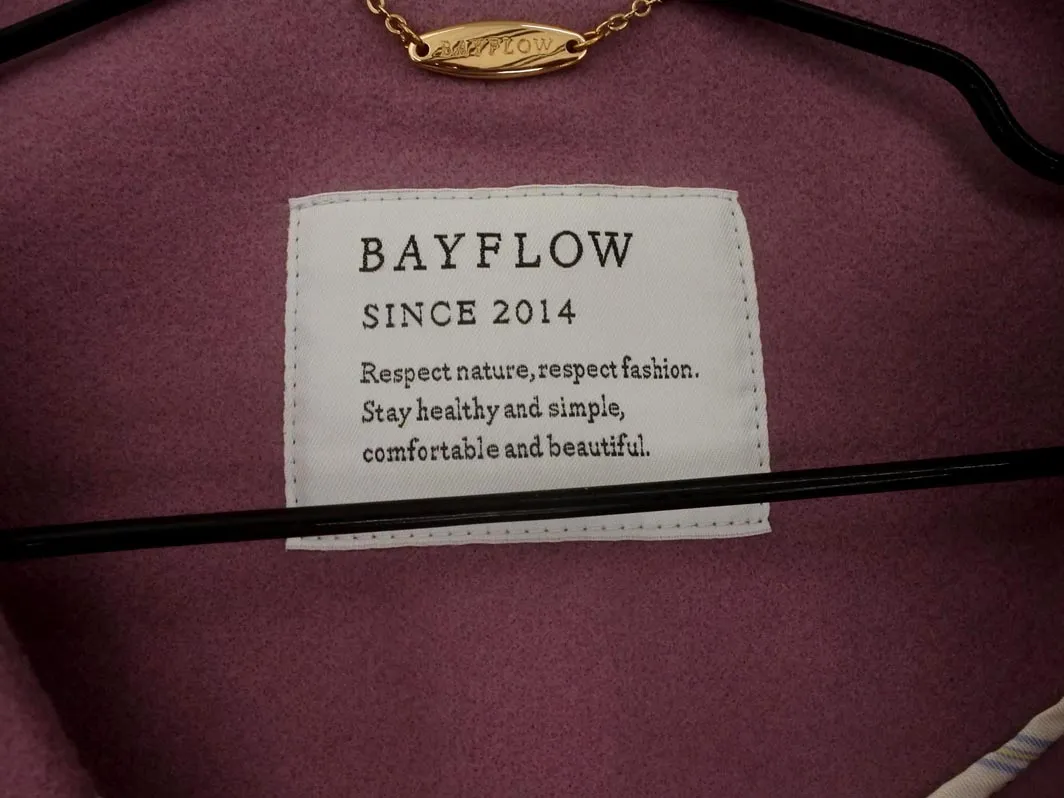 BAYFLOW
BAYFLOW
SINCE 2014
Respect nature, respect fashion.
Stay healthy and simple,
comfortable and beautiful.